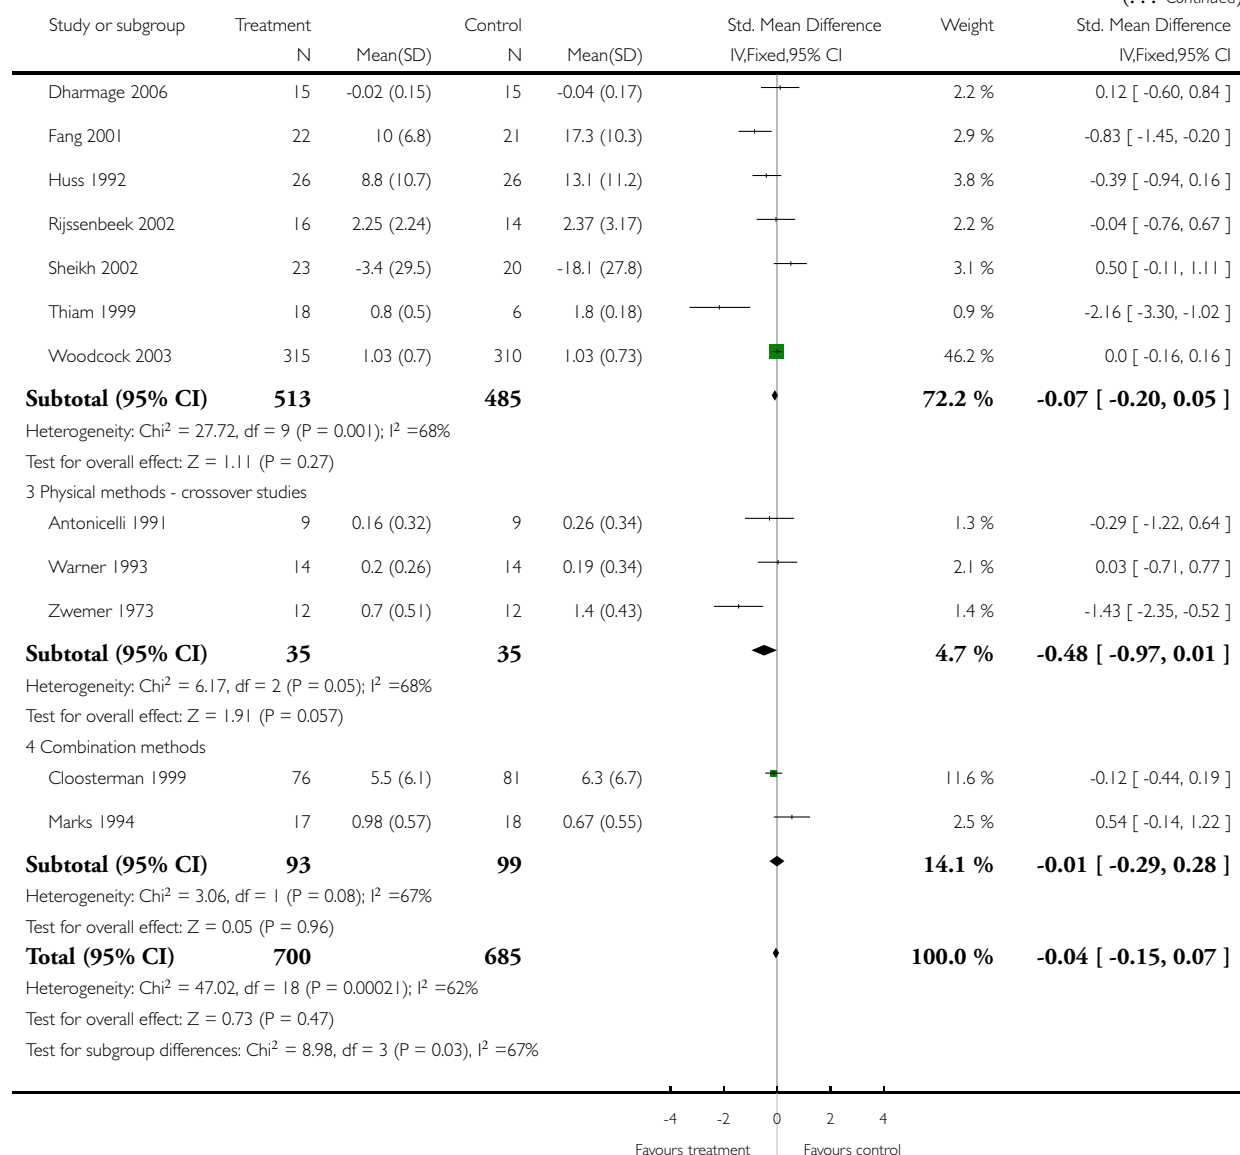 (. . . Continued)
Study or subgroup Treatment Control Std. Mean Difference Weight Std. Mean Difference
N Mean(SD) N Mean(SD) IV,Fixed,95% CI IV,Fixed,95% CI
Dharmage 2006 15 -0.02 (0.15) 15 -0.04 (0.17) 2.2 % 0.12 [ -0.60, 0.84 ]
Fang 2001 22 10 (6.8) 21 17.3 (10.3) 2.9 % -0.83 [ -1.45, -0.20 ]
Huss 1992 26 8.8 (10.7) 26 13.1 (11.2) 3.8 % -0.39 [ -0.94, 0.16 ]
Rijssenbeek 2002 16 2.25 (2.24) 14 2.37 (3.17) 2.2 % -0.04 [ -0.76, 0.67 ]
Sheikh 2002 23 -3.4 (29.5) 20 -18.1 (27.8) 3.1 % 0.50 [ -0.11, 1.11 ]
Thiam 1999 18 0.8 (0.5) 6 1.8 (0.18) 0.9 % -2.16 [ -3.30, -1.02 ]
Woodcock 2003 315 1.03 (0.7) 310 1.03 (0.73) 46.2 % 0.0 [ -0.16, 0.16 ]
Subtotal (95% CI) 513 485 72.2 % -0.07 [ -0.20, 0.05 ]
Heterogeneity: Chi² = 27.72, df = 9 (P = 0.001); I² =68%
Test for overall effect: Z = 1.11 (P = 0.27)
3 Physical methods - crossover studies
Antonicelli 1991 9 0.16 (0.32) 9 0.26 (0.34) 1.3 % -0.29 [ -1.22, 0.64 ]
Warner 1993 14 0.2 (0.26) 14 0.19 (0.34) 2.1 % 0.03 [ -0.71, 0.77 ]
Zwemer 1973 12 0.7 (0.51) 12 1.4 (0.43) 1.4 % -1.43 [ -2.35, -0.52 ]
Subtotal (95% CI) 35 35 4.7 % -0.48 [ -0.97, 0.01 ]
Heterogeneity: Chi² = 6.17, df = 2 (P = 0.05); I² =68%
Test for overall effect: Z = 1.91 (P = 0.057)
4 Combination methods
Cloosterman 1999 76 5.5 (6.1) 81 6.3 (6.7) 11.6 % -0.12 [ -0.44, 0.19 ]
Marks 1994 17 0.98 (0.57) 18 0.67 (0.55) 2.5 % 0.54 [ -0.14, 1.22 ]
Subtotal (95% CI) 93 99 14.1 % -0.01 [ -0.29, 0.28 ]
Heterogeneity: Chi² = 3.06, df = 1 (P = 0.08); I² =67%
Test for overall effect: Z = 0.05 (P = 0.96)
Total (95% CI) 700 685 100.0 % -0.04 [ -0.15, 0.07 ]
Heterogeneity: Chi² = 47.02, df = 18 (P = 0.00021); I² =62%
Test for overall effect: Z = 0.73 (P = 0.47)
Test for subgroup differences: Chi² = 8.98, df = 3 (P = 0.03), I² =67%
-4 -2 0 2 4
Favours treatment Favours control